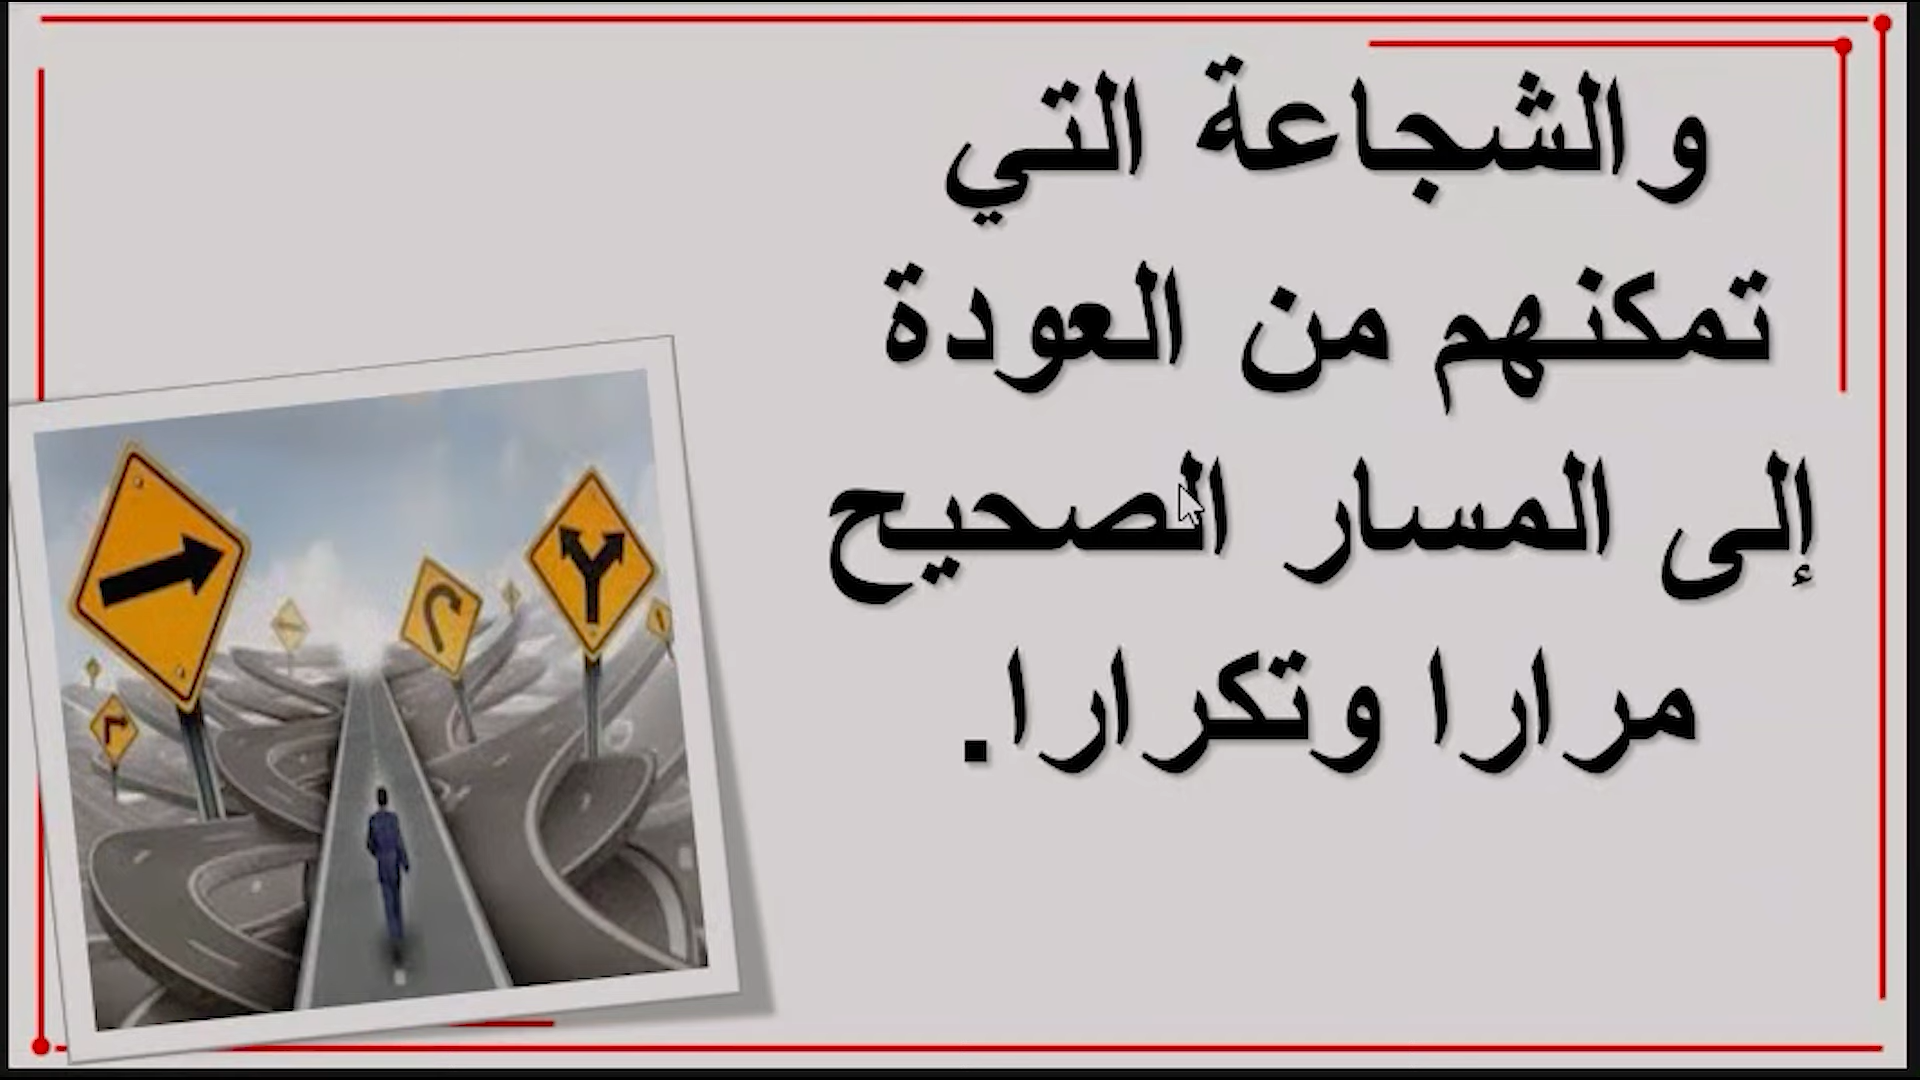 والشجاعة التي
تمكنهم من العودة
إلى المسار الصحيح
مرارا وتكرارا.